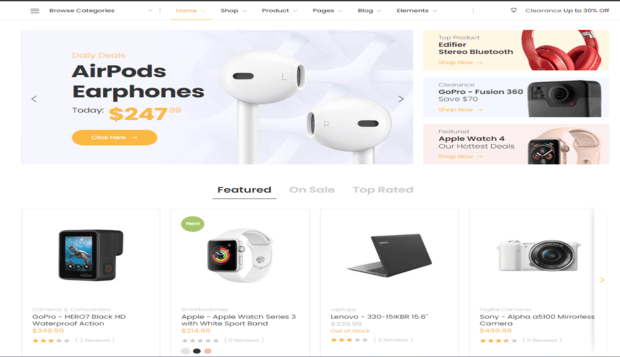 Browse Categories
Home
Shop
Product
Pages
Blog
Elements
Clearance Up to 30% Off
Daily Deals
AirPods
Earphones
Today: $247.99
Click Here →
L
R
Top Product
Edifier
Stereo Bluetooth
Shop Now →
Clearance
GoPro - Fusion 360
Save $70
Shop Now →
Featured
Apple Watch 4
Our Hottest Deals
Shop Now →
Featured
On Sale
Top Rated
Cameras & Camcorders
GoPro - HERO7 Black HD
Waterproof Action
$349.99
( 2 Reviews )
New
Smartwatches
Apple - Apple Watch Series 3
with White Sport Band
$214.99
( 0 Reviews )
Laptops
Lenovo - 330-15IKBR 15.6"
$339.99
Out of Stock
( 3 Reviews )
Digital Cameras
Sony - Alpha a5100 Mirrorless
Camera
$499.99